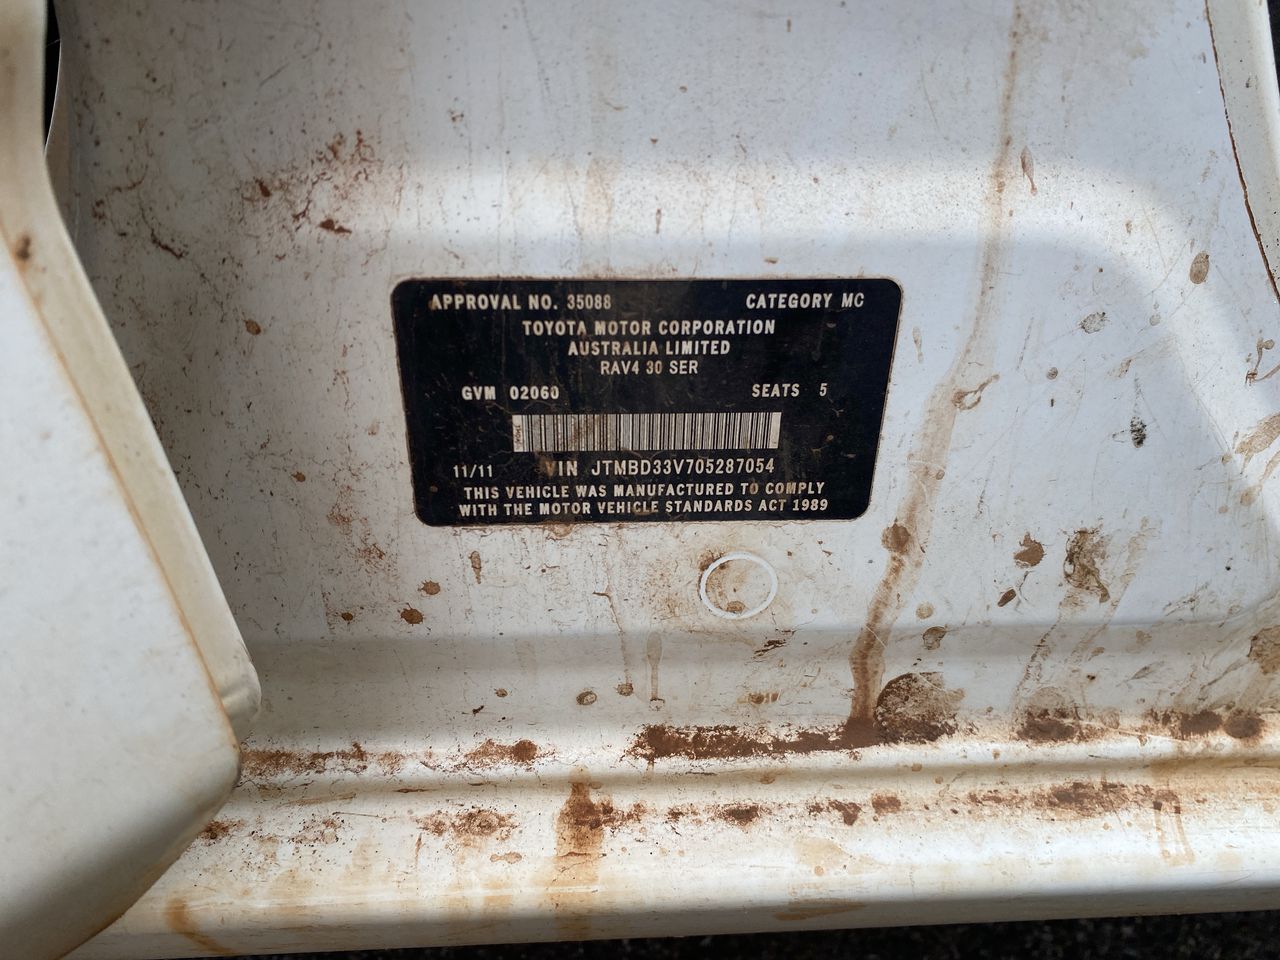 APPROVAL NO. 35088 CATEGORY MC
TOYOTA MOTOR CORPORATION
AUSTRALIA LIMITED
RAV4 30 SER
GVM 02060 SEATS 5
11/11 VIN JTMBD33V705287054
THIS VEHICLE WAS MANUFACTURED TO COMPLY
WITH THE MOTOR VEHICLE STANDARDS ACT 1989